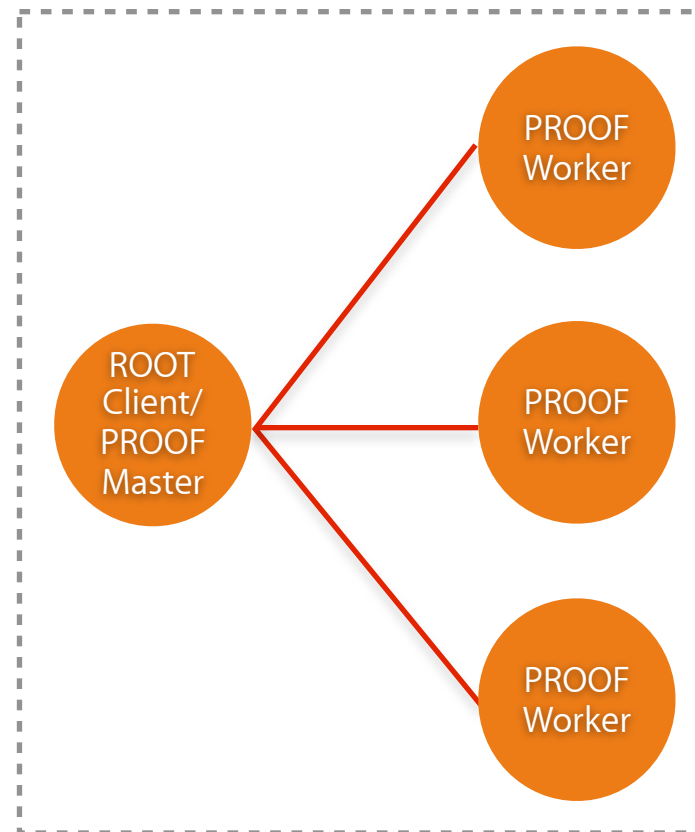 PROOF
Worker
ROOT
Client/
PROOF
Master
PROOF
Worker
PROOF
Worker